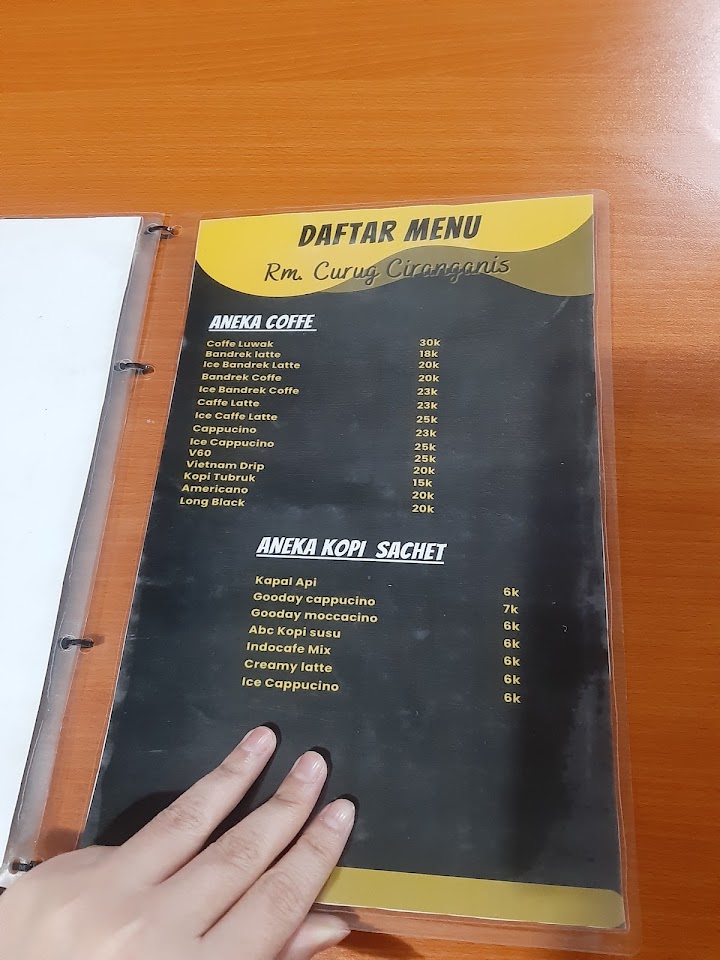 DAFTAR MENU
Rm. Curug Ciranganis
ANEKA COFFE
Coffe Luwak 30k
Bandrek latte 18k
Ice Bandrek Latte 20k
Bandrek Coffe 20k
Ice Bandrek Coffe 23k
Caffe Latte 23k
Ice Caffe Latte 25k
Cappucino 23k
Ice Cappucino 25k
V60 25k
Vietnam Drip 20k
Kopi Tubruk 15k
Americano 20k
Long Black 20k
ANEKA KOPI SACHET
Kapal Api 6k
Gooday cappucino 7k
Gooday moccacino 6k
Abc Kopi susu 6k
Indocafe Mix 6k
Creamy latte 6k
Ice Cappucino 6k